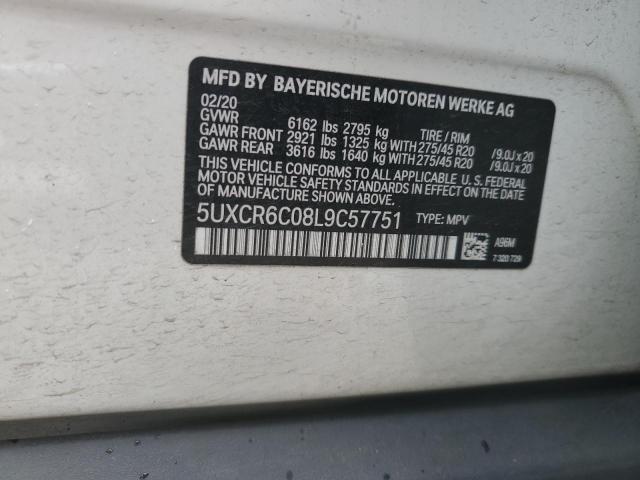 MFD BY BAYERISCHE MOTOREN WERKE AG
02/20
GVWR 6162 lbs 2795 kg TIRE / RIM
GAWR FRONT 2921 lbs 1325 kg WITH 275/45 R20 /9.0J x 20
GAWR REAR 3616 lbs 1640 kg WITH 275/45 R20 /9.0J x 20
THIS VEHICLE CONFORMS TO ALL APPLICABLE U. S. FEDERAL
MOTOR VEHICLE SAFETY STANDARDS IN EFFECT ON THE DATE
OF MANUFACTURE SHOWN ABOVE.
5UXCR6C08L9C57751 TYPE: MPV
A96M
7 320 729